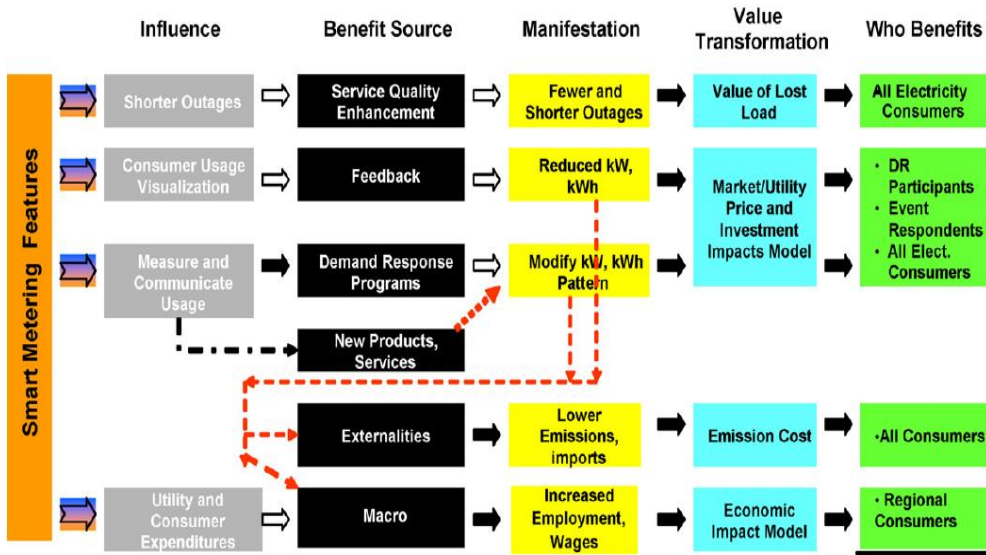 Influence
Benefit Source
Manifestation
Value
Transformation
Who Benefits
Smart Metering Features
Shorter Outages
Service Quality
Enhancement
Fewer and
Shorter Outages
Value of Lost
Load
All Electricity
Consumers
Consumer Usage
Visualization
Feedback
Reduced kW,
kWh
Market/Utility
Price and
Investment
Impacts Model
• DR
Participants
• Event
Respondents
• All Elect.
Consumers
Measure and
Communicate
Usage
Demand Response
Programs
Modify kW, kWh
Pattern
New Products,
Services
Externalities
Lower
Emissions,
imports
Emission Cost
•All Consumers
Utility and
Consumer
Expenditures
Macro
Increased
Employment,
Wages
Economic
Impact Model
• Regional
Consumers